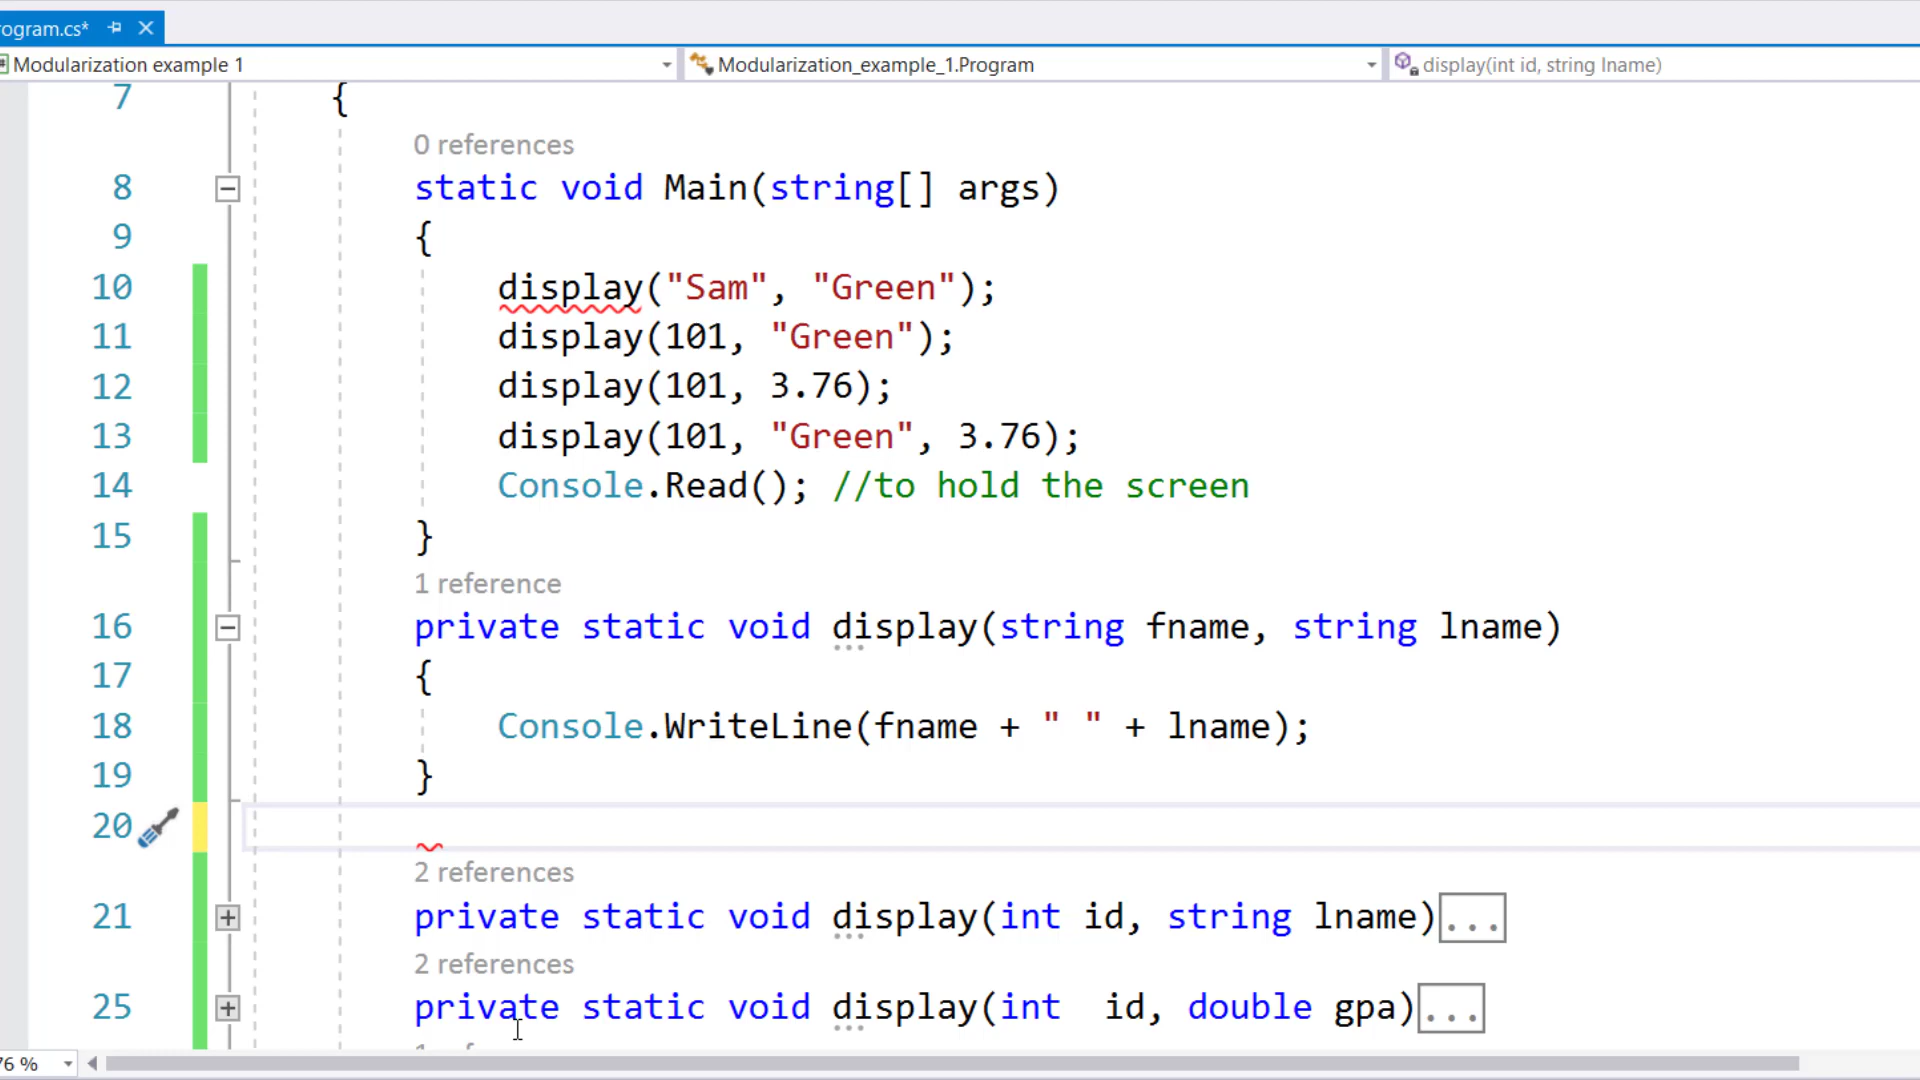 ogram.cs*
Modularization example 1
Modularization_example_1.Program
display(int id, string lname)
7 {
0 references
8 static void Main(string[] args)
9 {
10 display("Sam", "Green");
11 display(101, "Green");
12 display(101, 3.76);
13 display(101, "Green", 3.76);
14 Console.Read(); //to hold the screen
15 }
1 reference
16 private static void display(string fname, string lname)
17 {
18 Console.WriteLine(fname + " " + lname);
19 }
20
2 references
21 private static void display(int id, string lname)...
2 references
25 private static void display(int  id, double gpa)...
76 %